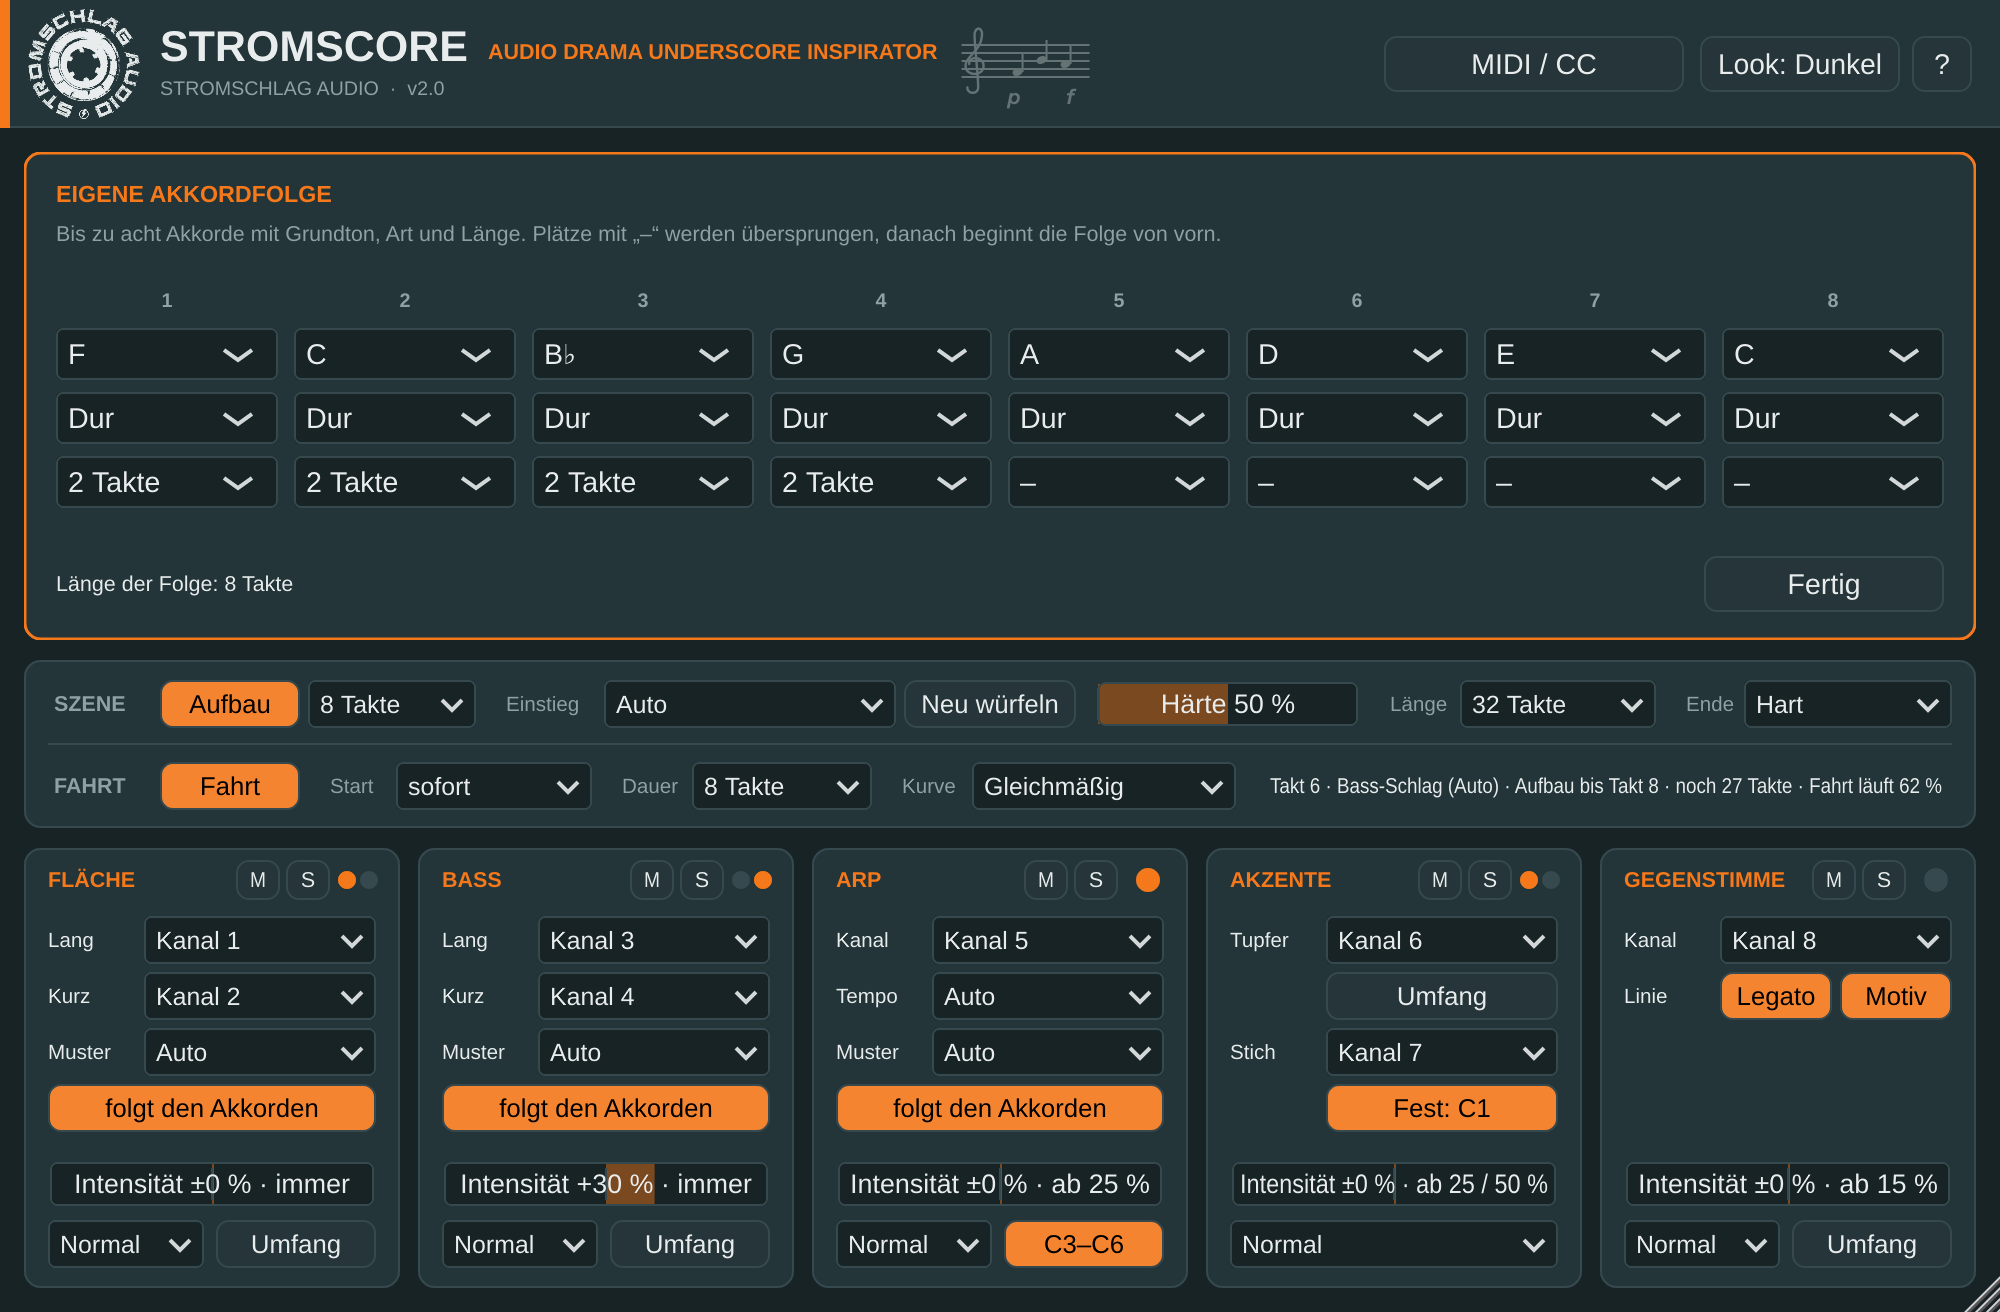 STROMSCHLAG AUDIO
STROMSCORE AUDIO DRAMA UNDERSCORE INSPIRATOR
STROMSCHLAG AUDIO · v2.0
p f
MIDI / CC Look: Dunkel ?
EIGENE AKKORDFOLGE
Bis zu acht Akkorde mit Grundton, Art und Länge. Plätze mit „–“ werden übersprungen, danach beginnt die Folge von vorn.
1 2 3 4 5 6 7 8
F C B♭ G A D E C
Dur Dur Dur Dur Dur Dur Dur Dur
2 Takte 2 Takte 2 Takte 2 Takte – – – –
Länge der Folge: 8 Takte Fertig
SZENE Aufbau 8 Takte Einstieg Auto Neu würfeln Härte 50 % Länge 32 Takte Ende Hart
FAHRT Fahrt Start sofort Dauer 8 Takte Kurve Gleichmäßig Takt 6 · Bass-Schlag (Auto) · Aufbau bis Takt 8 · noch 27 Takte · Fahrt läuft 62 %
FLÄCHE M S
Lang Kanal 1
Kurz Kanal 2
Muster Auto
folgt den Akkorden
Intensität ±0 % · immer
Normal Umfang
BASS M S
Lang Kanal 3
Kurz Kanal 4
Muster Auto
folgt den Akkorden
Intensität +30 % · immer
Normal Umfang
ARP M S
Kanal Kanal 5
Tempo Auto
Muster Auto
folgt den Akkorden
Intensität ±0 % · ab 25 %
Normal C3–C6
AKZENTE M S
Tupfer Kanal 6
Umfang
Stich Kanal 7
Fest: C1
Intensität ±0 % · ab 25 / 50 %
Normal
GEGENSTIMME M S
Kanal Kanal 8
Linie Legato Motiv
Intensität ±0 % · ab 15 %
Normal Umfang